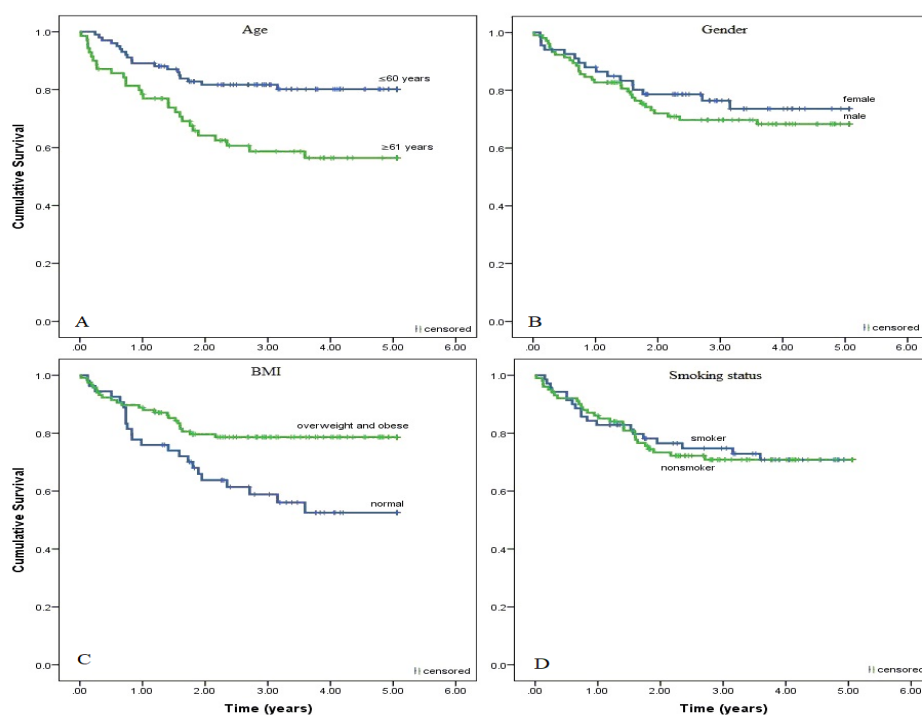 Age
Cumulative Survival
1.0
0.8
0.6
0.4
0.2
0.0
≤60 years
≥61 years
A
censored
.00 1.00 2.00 3.00 4.00 5.00 6.00
Gender
1.0
0.8
0.6
0.4
0.2
0.0
female
male
B
censored
.00 1.00 2.00 3.00 4.00 5.00 6.00
BMI
Cumulative Survival
1.0
0.8
0.6
0.4
0.2
0.0
overweight and obese
normal
C
censored
.00 1.00 2.00 3.00 4.00 5.00 6.00
Time (years)
Smoking status
1.0
0.8
0.6
0.4
0.2
0.0
smoker
nonsmoker
D
censored
.00 1.00 2.00 3.00 4.00 5.00 6.00
Time (years)